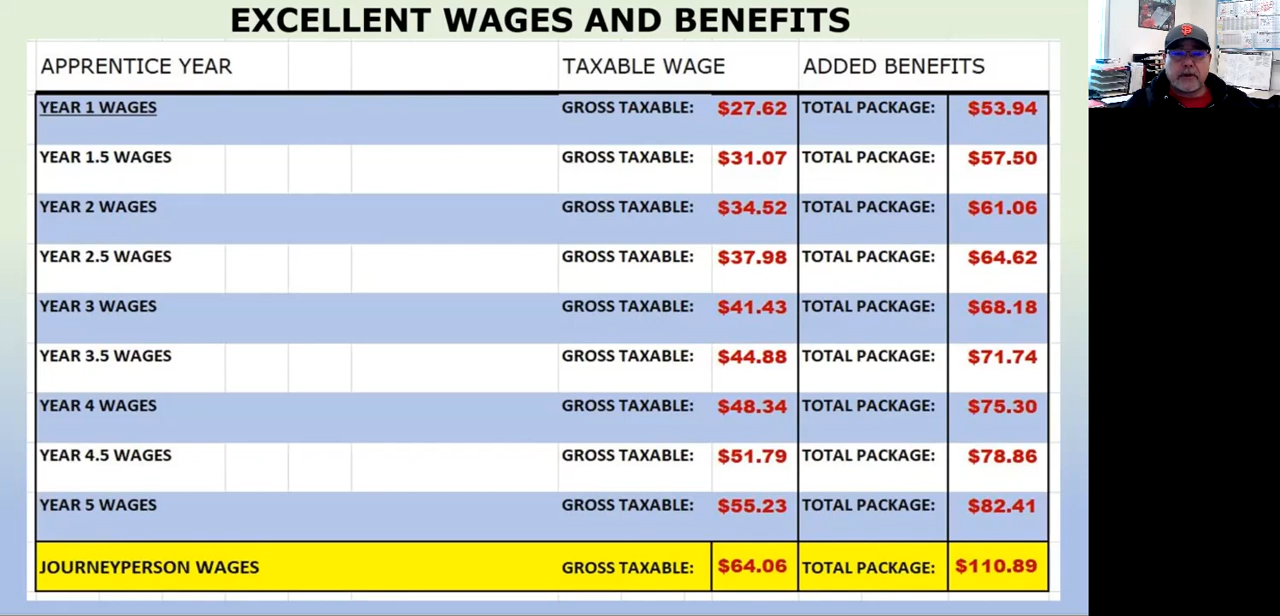 EXCELLENT WAGES AND BENEFITS
APPRENTICE YEAR TAXABLE WAGE ADDED BENEFITS
YEAR 1 WAGES GROSS TAXABLE: $27.62 TOTAL PACKAGE: $53.94
YEAR 1.5 WAGES GROSS TAXABLE: $31.07 TOTAL PACKAGE: $57.50
YEAR 2 WAGES GROSS TAXABLE: $34.52 TOTAL PACKAGE: $61.06
YEAR 2.5 WAGES GROSS TAXABLE: $37.98 TOTAL PACKAGE: $64.62
YEAR 3 WAGES GROSS TAXABLE: $41.43 TOTAL PACKAGE: $68.18
YEAR 3.5 WAGES GROSS TAXABLE: $44.88 TOTAL PACKAGE: $71.74
YEAR 4 WAGES GROSS TAXABLE: $48.34 TOTAL PACKAGE: $75.30
YEAR 4.5 WAGES GROSS TAXABLE: $51.79 TOTAL PACKAGE: $78.86
YEAR 5 WAGES GROSS TAXABLE: $55.23 TOTAL PACKAGE: $82.41
JOURNEYPERSON WAGES GROSS TAXABLE: $64.06 TOTAL PACKAGE: $110.89